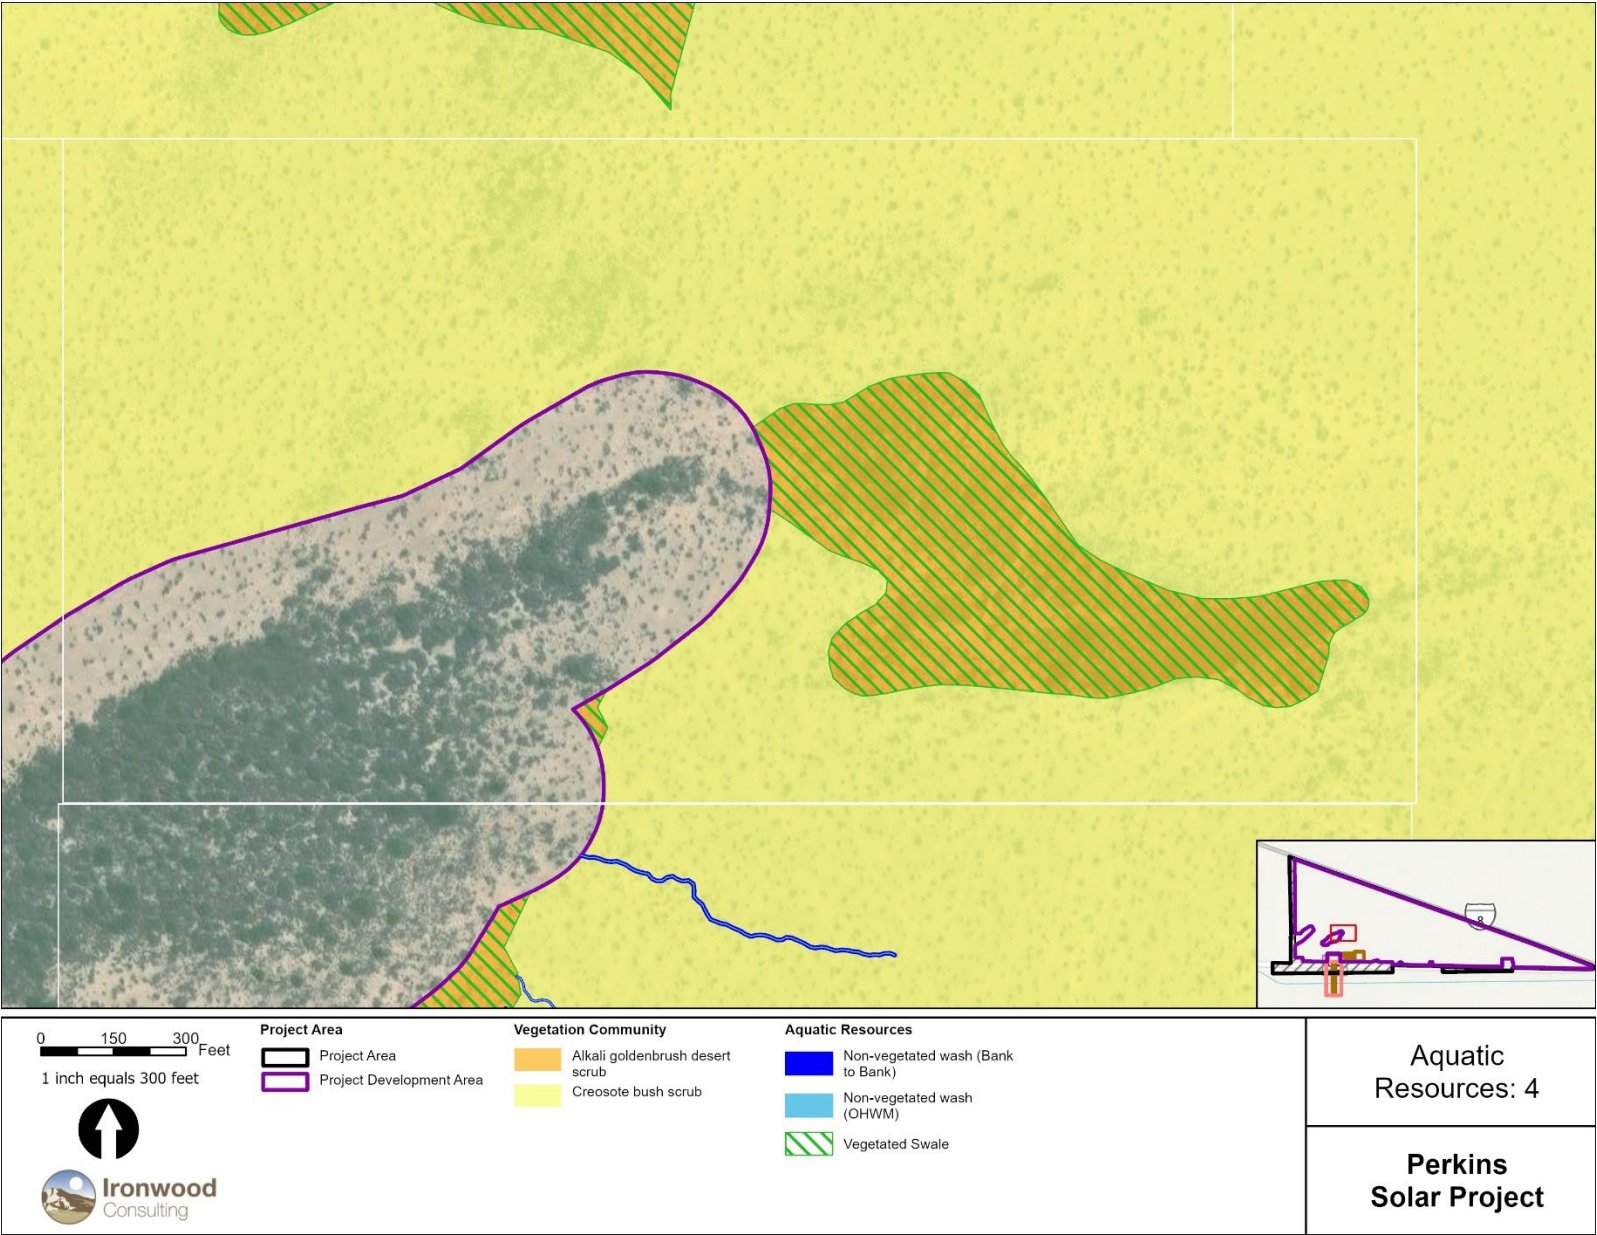 8
0 150 300 Feet
1 inch equals 300 feet
Ironwood
Consulting
Project Area
Project Area
Project Development Area
Vegetation Community
Alkali goldenbrush desert
scrub
Creosote bush scrub
Aquatic Resources
Non-vegetated wash (Bank
to Bank)
Non-vegetated wash
(OHWM)
Vegetated Swale
Aquatic
Resources: 4
Perkins
Solar Project